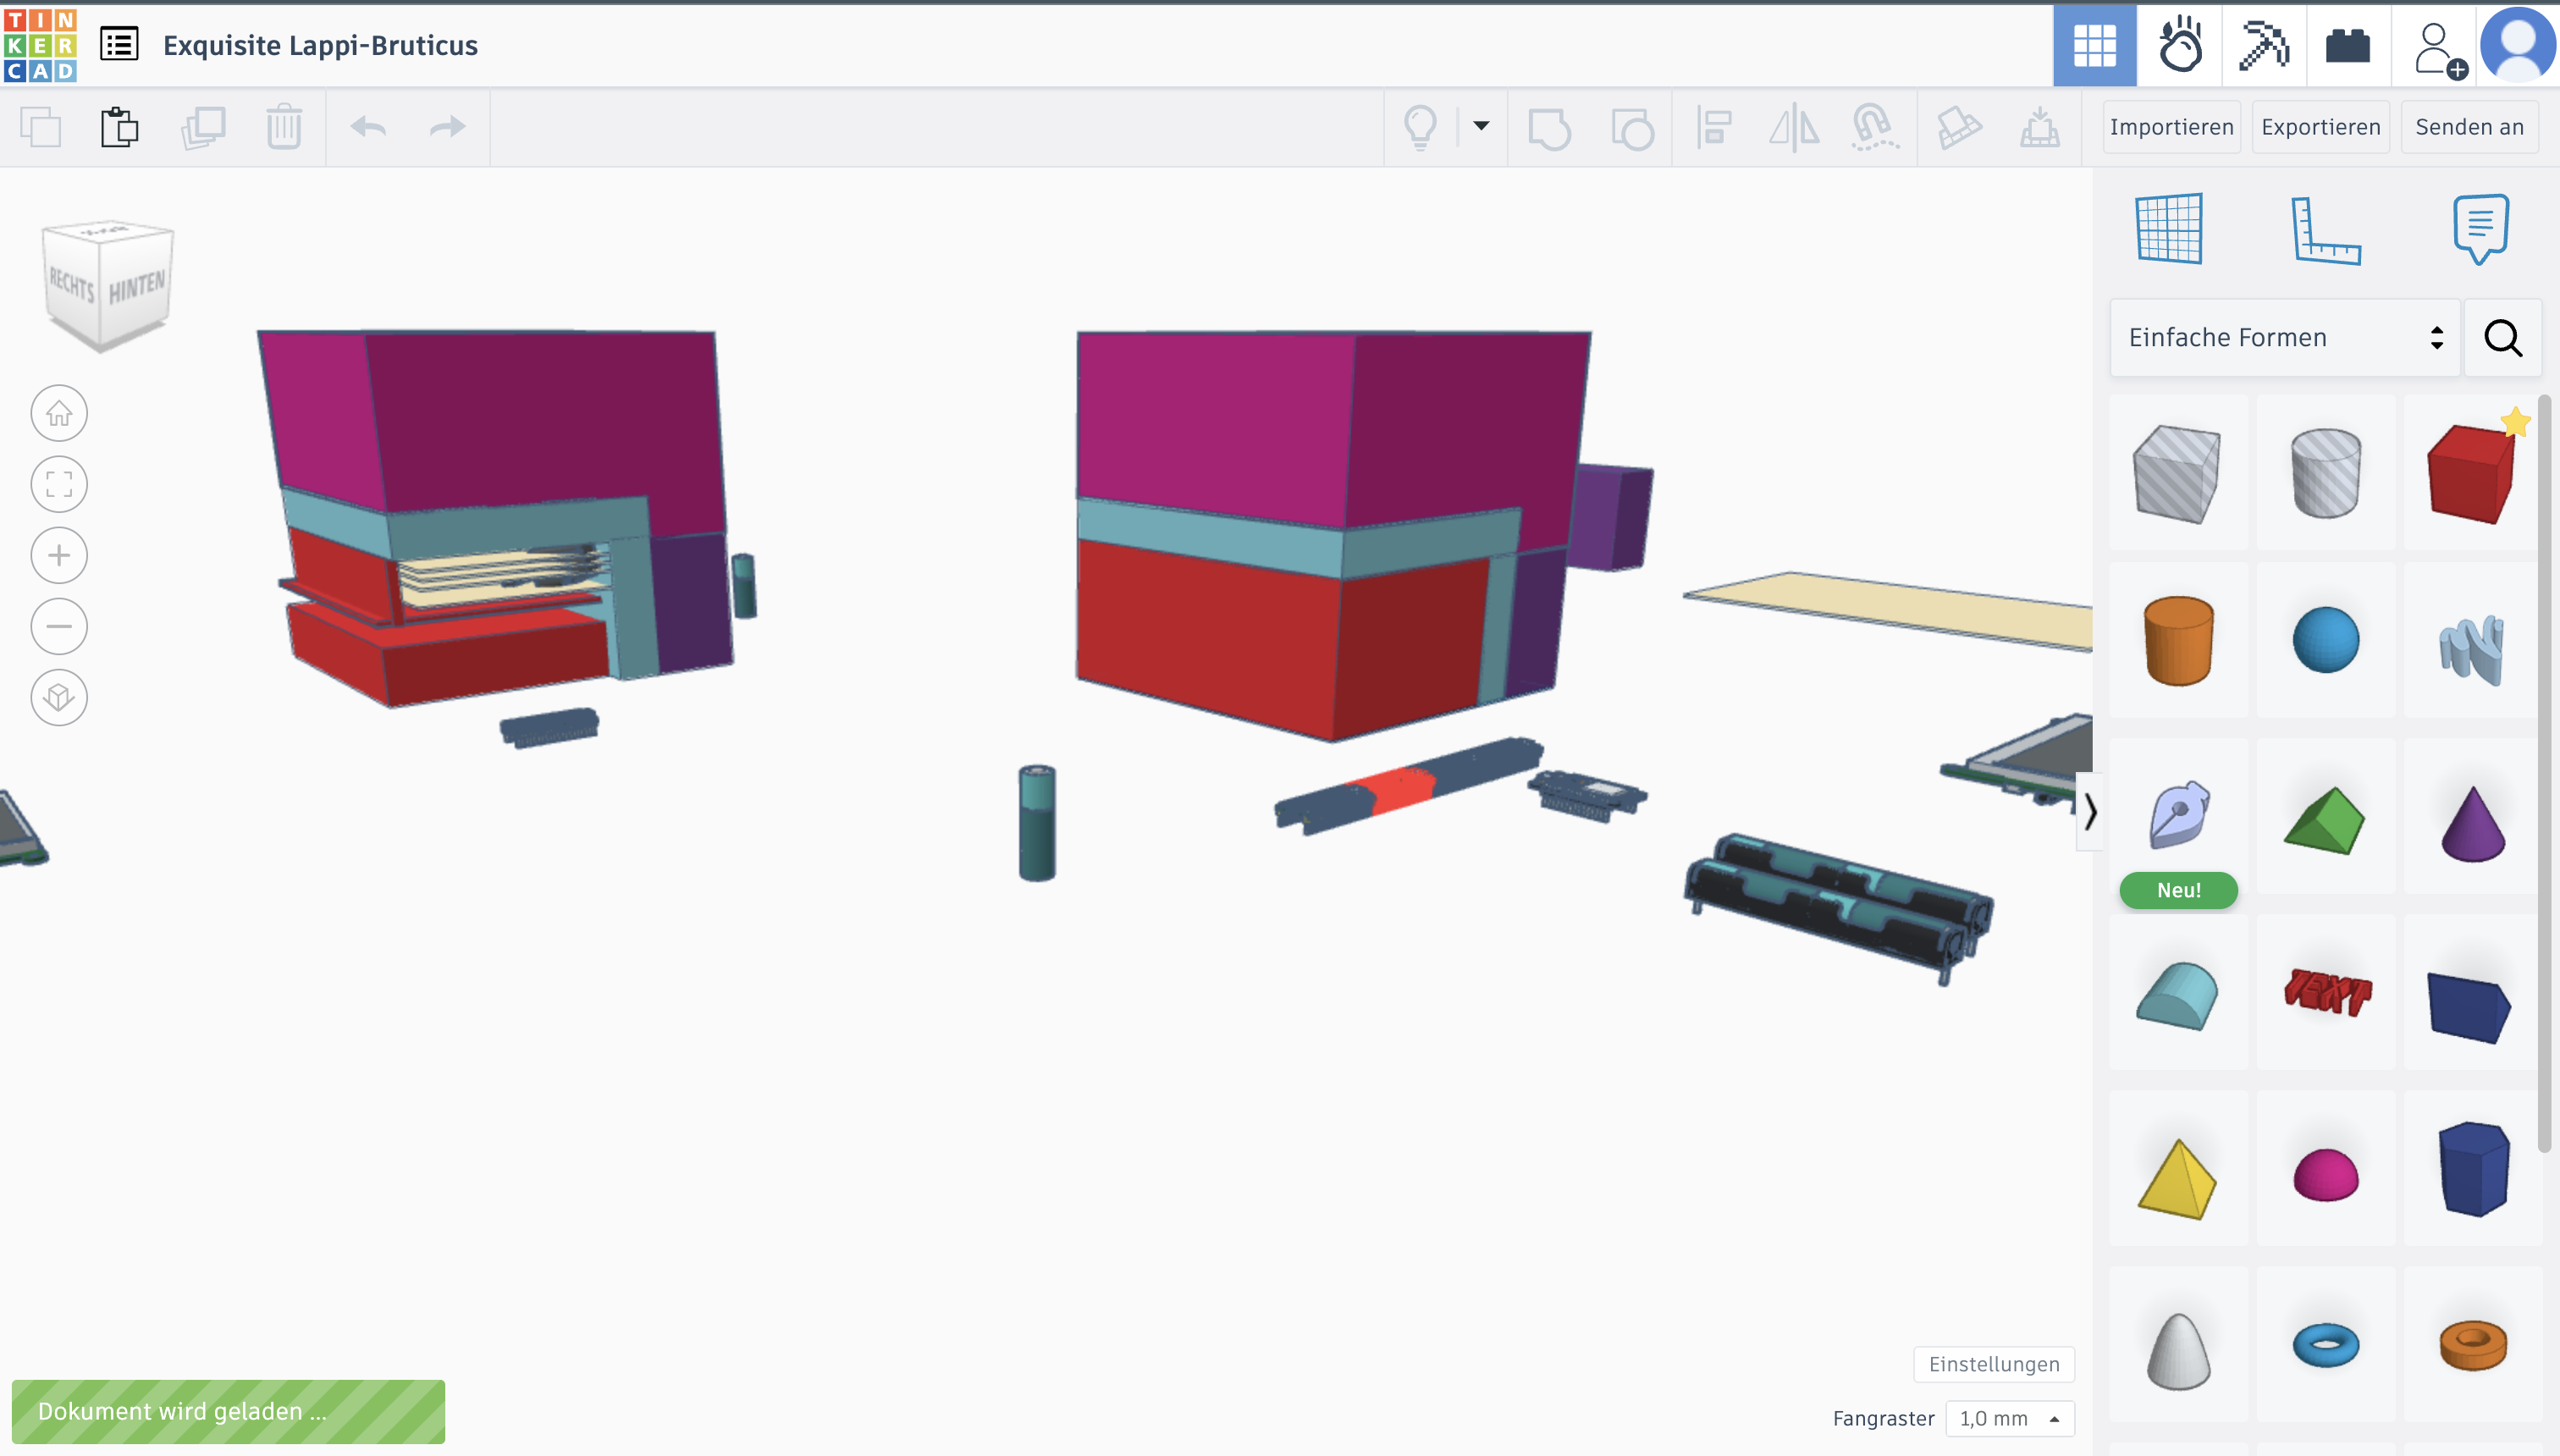 TIN
KER
CAD
Exquisite Lappi-Bruticus
Importieren
Exportieren
Senden an
RECHTS
HINTEN
Einfache Formen
Neu!
TEXT
Einstellungen
Fangraster
1,0 mm
Dokument wird geladen ...